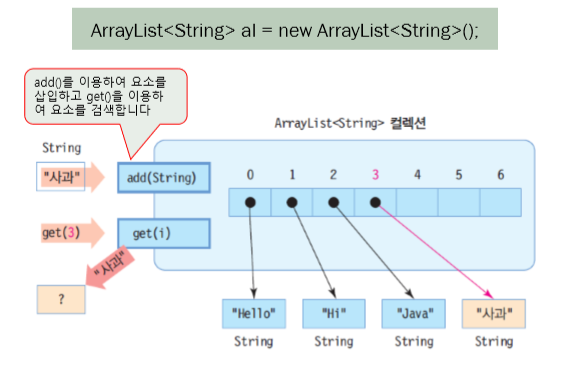 ArrayList<String> al = new ArrayList<String>();
add()를 이용하여 요소를
삽입하고 get()을 이용하
여 요소를 검색합니다
ArrayList<String> 컬렉션
String
"사과"
add(String)
0 1 2 3 4 5 6
get(3)
get(i)
"사과"
?
"Hello" "Hi" "Java" "사과"
String String String String